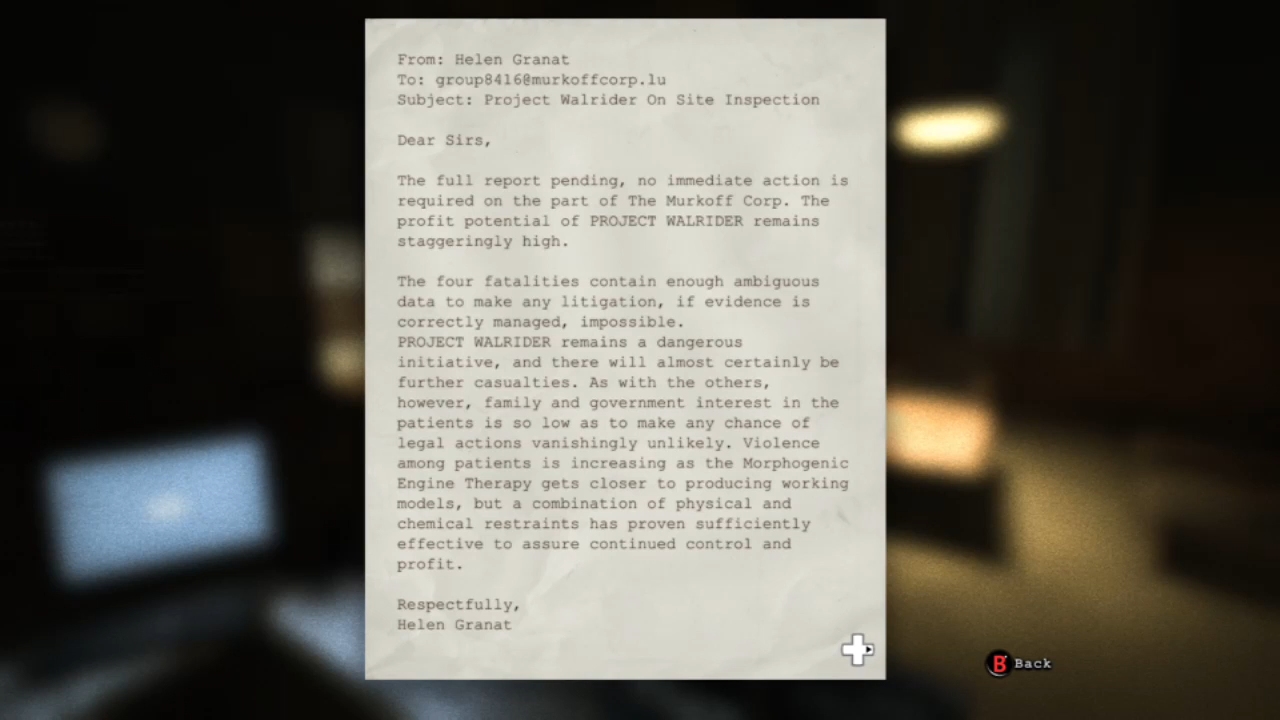 From: Helen Granat
To: group8416@murkoffcorp.lu
Subject: Project Walrider On Site Inspection
Dear Sirs,
The full report pending, no immediate action is
required on the part of The Murkoff Corp. The
profit potential of PROJECT WALRIDER remains
staggeringly high.
The four fatalities contain enough ambiguous
data to make any litigation, if evidence is
correctly managed, impossible.
PROJECT WALRIDER remains a dangerous
initiative, and there will almost certainly be
further casualties. As with the others,
however, family and government interest in the
patients is so low as to make any chance of
legal actions vanishingly unlikely. Violence
among patients is increasing as the Morphogenic
Engine Therapy gets closer to producing working
models, but a combination of physical and
chemical restraints has proven sufficiently
effective to assure continued control and
profit.
Respectfully,
Helen Granat
B Back